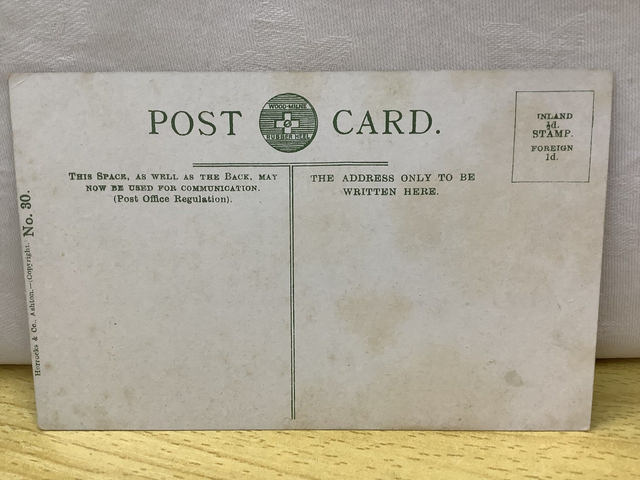 POST CARD.
WOOD-MILNE
RUBBER HEEL
INLAND
½d.
STAMP.
FOREIGN
1d.
THIS SPACE, AS WELL AS THE BACK, MAY
NOW BE USED FOR COMMUNICATION.
(Post Office Regulation).
THE ADDRESS ONLY TO BE
WRITTEN HERE.
Horrocks & Co., Ashton.—(Copyright. No. 30.